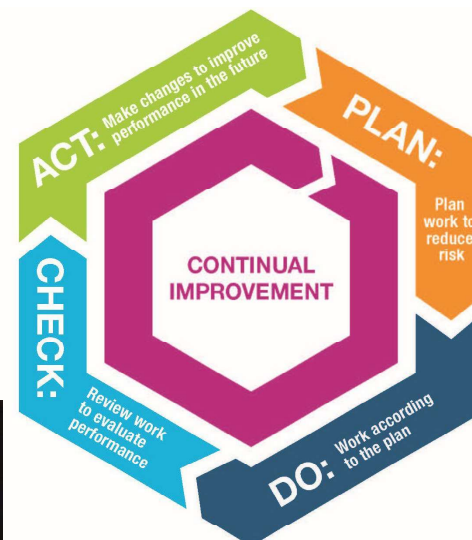 PLAN:
Plan
work to
reduce
risk
DO:
Work according
to the plan
CHECK:
Review work
to evaluate
performance
ACT:
Make changes to improve
performance in the future
CONTINUAL
IMPROVEMENT